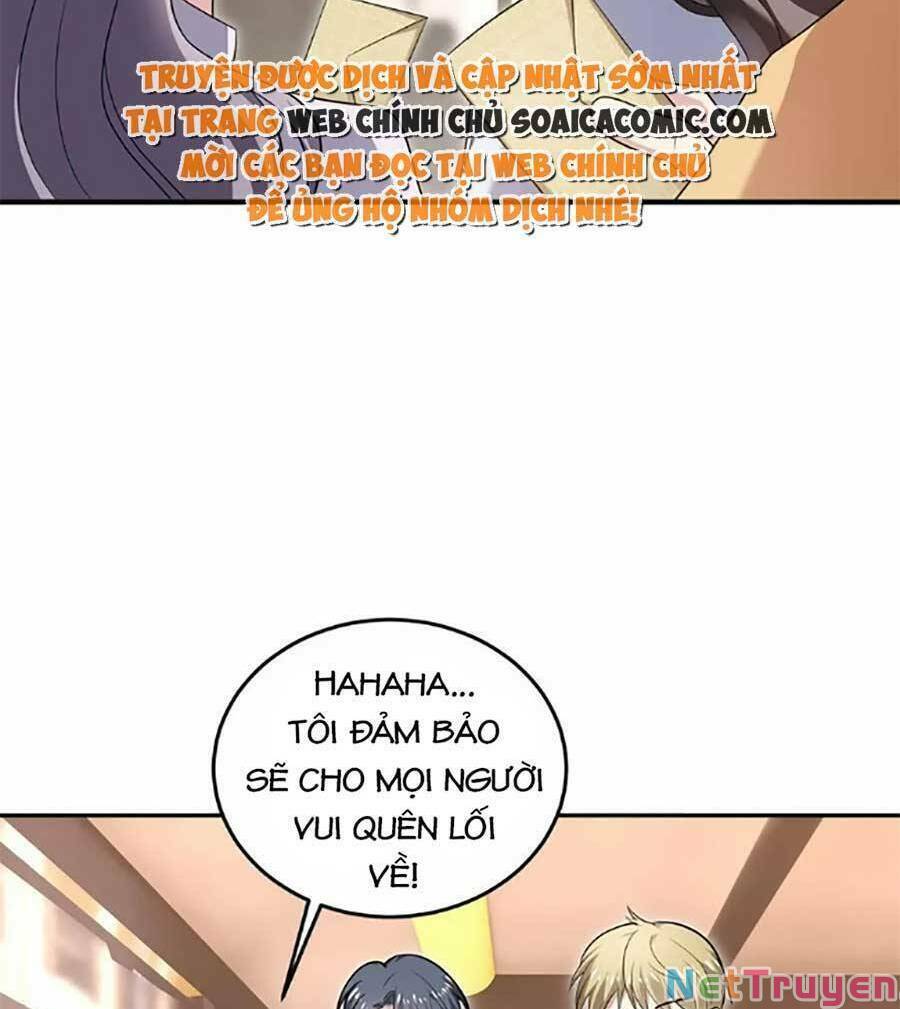 TRUYỆN ĐƯỢC DỊCH VÀ CẬP NHẬT SỚM NHẤT
TẠI TRANG WEB CHÍNH CHỦ SOAICACOMIC.COM
MỜI CÁC BẠN ĐỌC TẠI WEB CHÍNH CHỦ
ĐỂ ỦNG HỘ NHÓM DỊCH NHÉ!
HAHAHA...
TÔI ĐẢM BẢO
SẼ CHO MỌI NGƯỜI
VUI QUÊN LỐI
VỀ!
NetTruyen